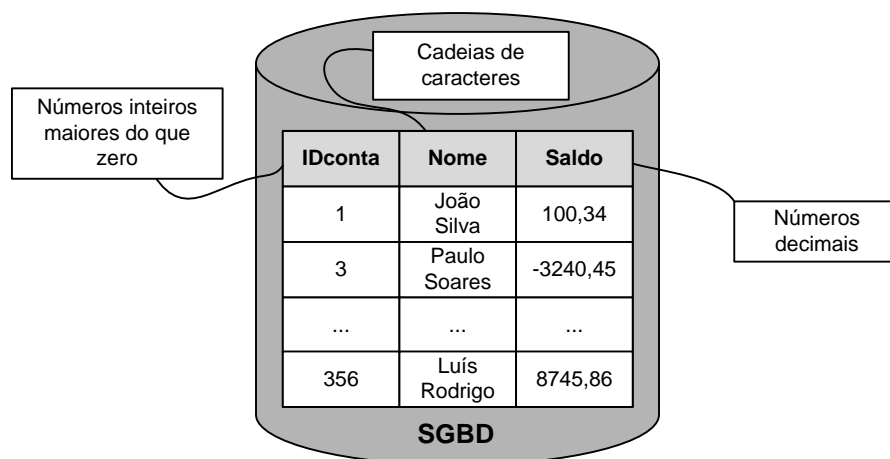 Cadeias de
caracteres
Números inteiros
maiores do que
zero
IDconta Nome Saldo
1 João Silva 100,34
3 Paulo Soares -3240,45
... ... ...
356 Luís Rodrigo 8745,86
Números
decimais
SGBD